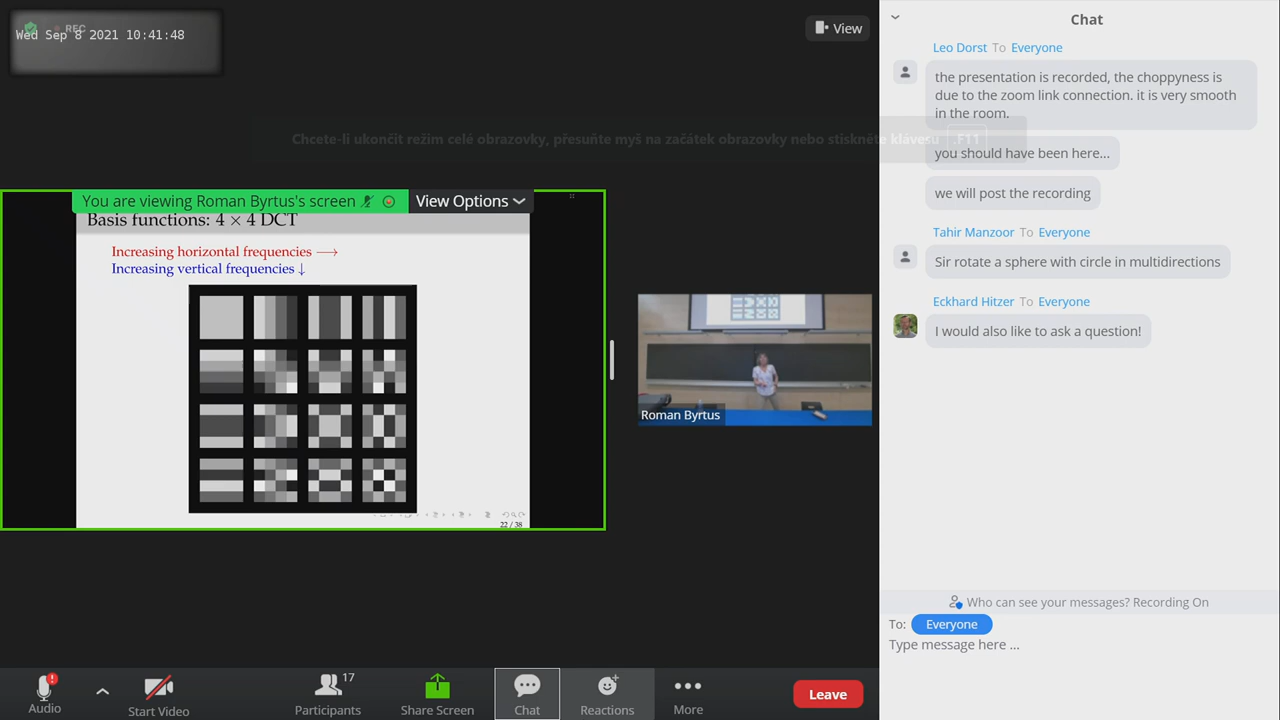 REC
Wed Sep 8 2021 10:41:48
View
Chcete-li ukončit režim celé obrazovky, přesuňte myš na začátek obrazovky nebo stiskněte klávesu F11
You are viewing Roman Byrtus's screen
View Options
Basis functions: 4 × 4 DCT
Increasing horizontal frequencies →
Increasing vertical frequencies ↓
22 / 38
Roman Byrtus
Chat
Leo Dorst To Everyone
the presentation is recorded, the choppyness is
due to the zoom link connection. it is very smooth
in the room.
you should have been here...
we will post the recording
Tahir Manzoor To Everyone
Sir rotate a sphere with circle in multidirections
Eckhard Hitzer To Everyone
I would also like to ask a question!
Who can see your messages? Recording On
To: Everyone
Type message here ...
Audio
Start Video
Participants
17
Share Screen
Chat
Reactions
More
Leave